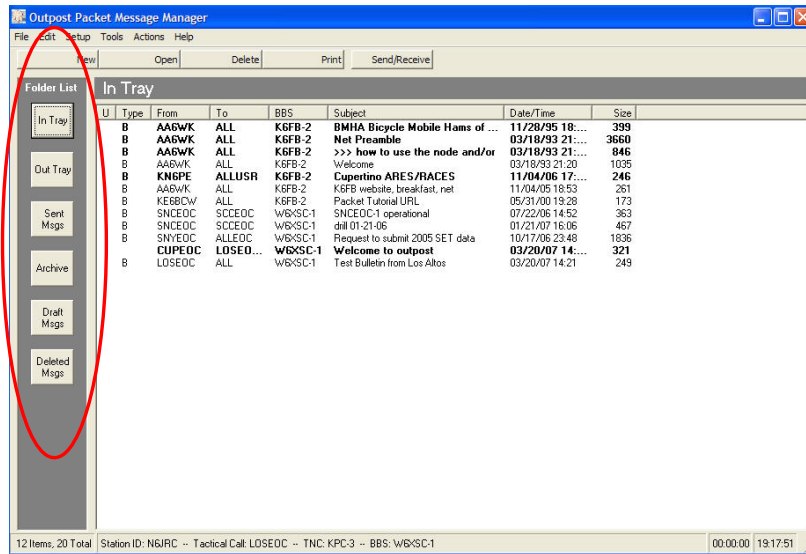 Outpost Packet Message Manager
File Edit Setup Tools Actions Help
New Open Delete Print Send/Receive
Folder List
In Tray
Out Tray
Sent
Msgs
Archive
Draft
Msgs
Deleted
Msgs
In Tray
U Type From To BBS Subject Date/Time Size
B AA6WK ALL K6FB-2 BMHA Bicycle Mobile Hams of ... 11/28/95 18:... 399
B AA6WK ALL K6FB-2 Net Preamble 03/18/93 21:... 3660
B AA6WK ALL K6FB-2 >>> how to use the node and/or 03/18/93 21:... 846
B AA6WK ALL K6FB-2 Welcome 03/18/93 21:20 1035
B KN6PE ALLUSR K6FB-2 Cupertino ARES/RACES 11/04/06 17:... 246
B AA6WK ALL K6FB-2 K6FB website, breakfast, net 11/04/05 18:53 261
B KE6BCW ALL K6FB-2 Packet Tutorial URL 05/31/00 19:28 173
B SNCEOC SCCEOC W6XSC-1 SNCEOC-1 operational 07/22/06 14:52 363
B SNCEOC SCCEOC W6XSC-1 drill 01-21-06 01/21/07 16:06 467
B SNYEOC ALLEOC W6XSC-1 Request to submit 2005 SET data 10/17/06 23:48 1836
CUPEOC LOSEO... W6XSC-1 Welcome to outpost 03/20/07 14:... 321
B LOSEOC ALL W6XSC-1 Test Bulletin from Los Altos 03/20/07 14:21 249
12 Items, 20 Total Station ID: N6JRC -- Tactical Call: LOSEOC -- TNC: KPC-3 -- BBS: W6XSC-1 00:00:00 19:17:51